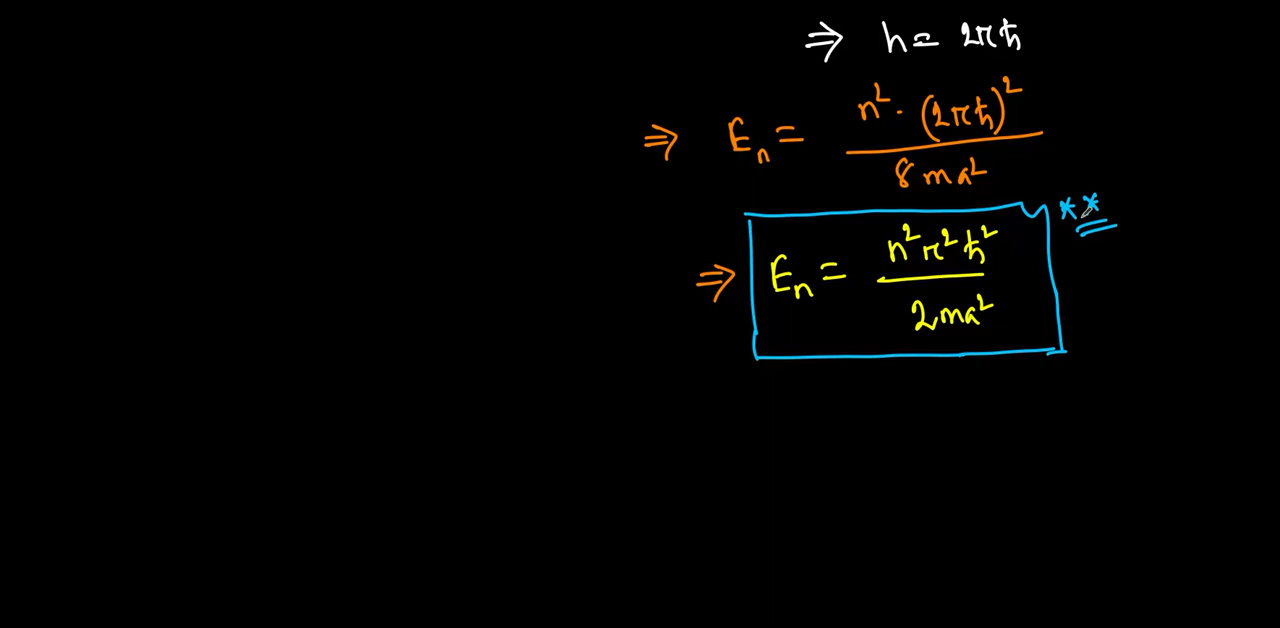 ⇒ h = 2πħ
⇒ Eₙ = n² · (2πħ)² / 8ma²
⇒ Eₙ = n²π²ħ² / 2ma² **